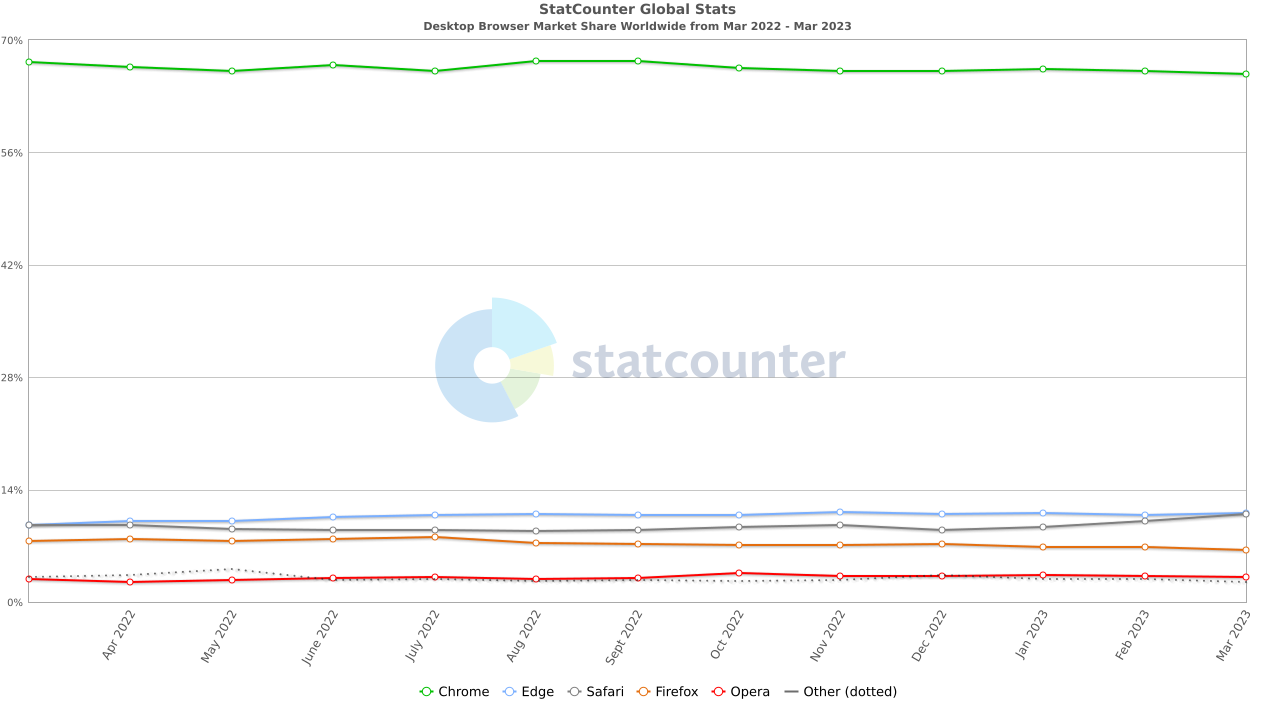 StatCounter Global Stats
Desktop Browser Market Share Worldwide from Mar 2022 - Mar 2023
70%
56%
42%
28%
14%
0%
statcounter
Apr 2022
May 2022
June 2022
July 2022
Aug 2022
Sept 2022
Oct 2022
Nov 2022
Dec 2022
Jan 2023
Feb 2023
Mar 2023
Chrome Edge Safari Firefox Opera Other (dotted)